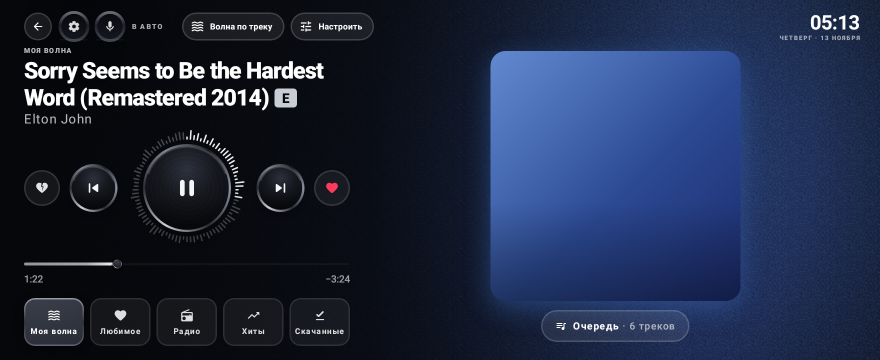 В АВТО
Волна по треку
Настроить
05:13
ЧЕТВЕРГ · 13 НОЯБРЯ
МОЯ ВОЛНА
Sorry Seems to Be the Hardest
Word (Remastered 2014) E
Elton John
1:22
−3:24
Моя волна
Любимое
Радио
Хиты
Скачанные
Очередь · 6 треков